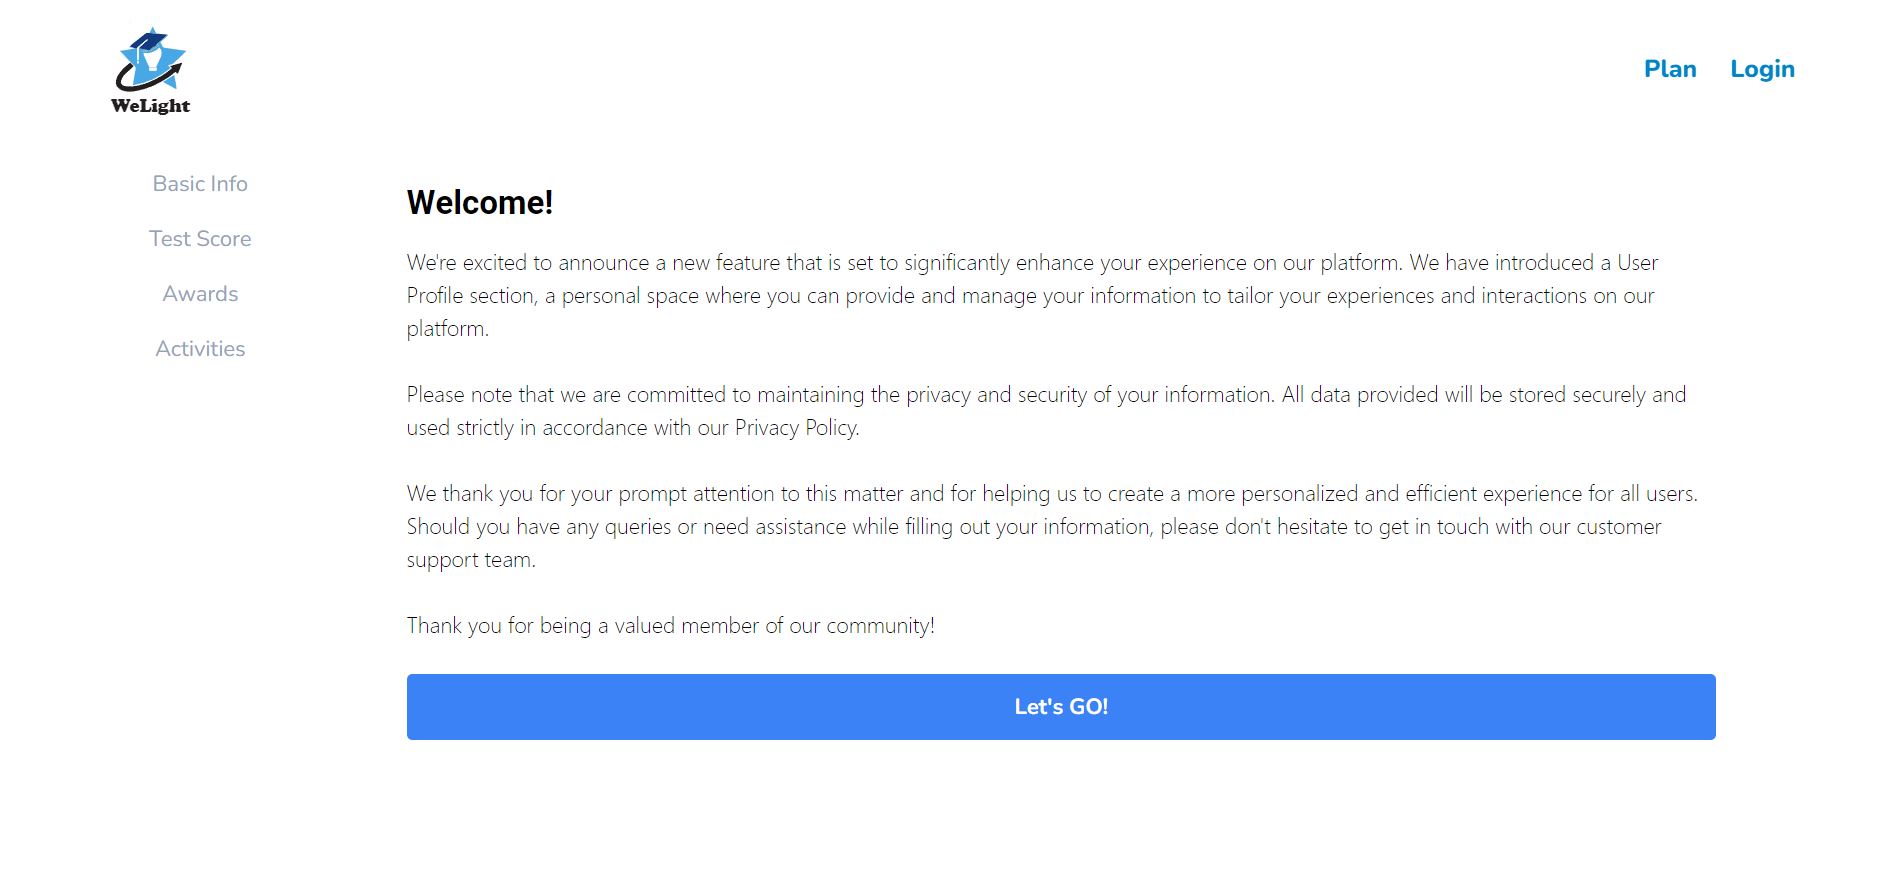 WeLight
Plan
Login
Basic Info
Test Score
Awards
Activities
Welcome!
We're excited to announce a new feature that is set to significantly enhance your experience on our platform. We have introduced a User
Profile section, a personal space where you can provide and manage your information to tailor your experiences and interactions on our
platform.
Please note that we are committed to maintaining the privacy and security of your information. All data provided will be stored securely and
used strictly in accordance with our Privacy Policy.
We thank you for your prompt attention to this matter and for helping us to create a more personalized and efficient experience for all users.
Should you have any queries or need assistance while filling out your information, please don't hesitate to get in touch with our customer
support team.
Thank you for being a valued member of our community!
Let's GO!